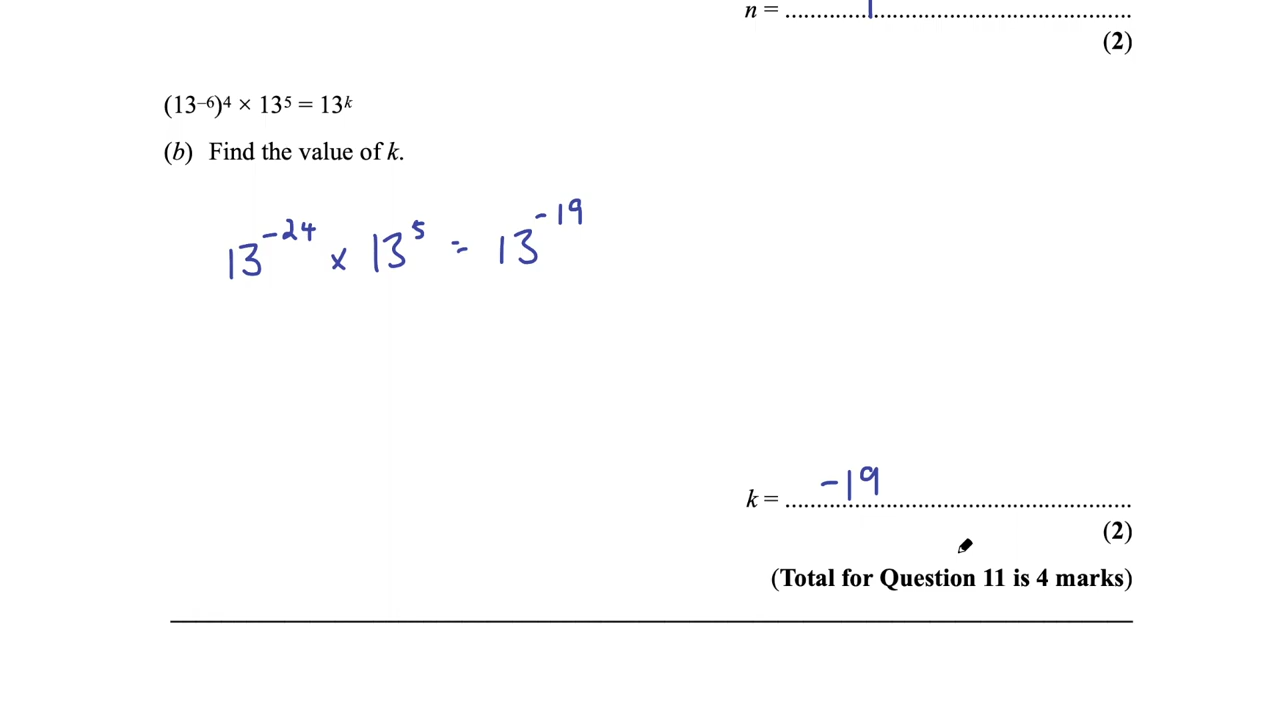 n = ............................................................
(2)
(13⁻⁶)⁴ × 13⁵ = 13ᵏ
(b) Find the value of k.
13⁻²⁴ × 13⁵ = 13⁻¹⁹
k = -19
(2)
(Total for Question 11 is 4 marks)